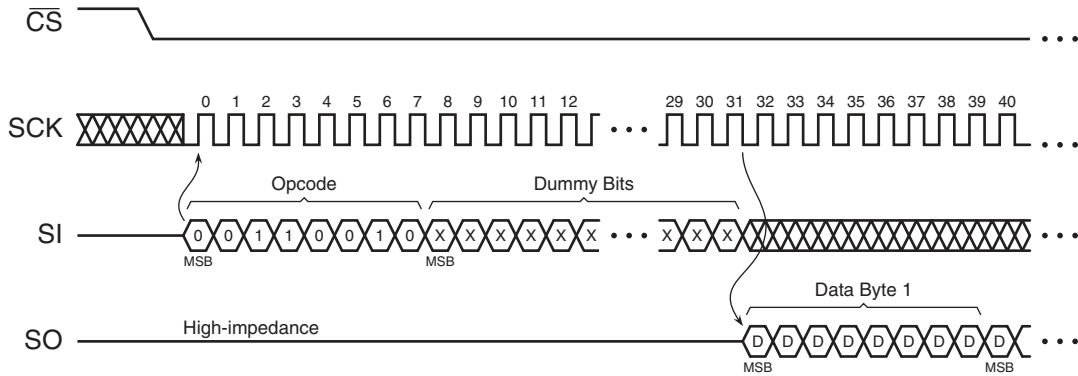 CS
0 1 2 3 4 5 6 7 8 9 10 11 12 29 30 31 32 33 34 35 36 37 38 39 40
SCK
Opcode Dummy Bits
SI 0 0 1 1 0 0 1 0 X X X X X X X X X
MSB MSB
Data Byte 1
High-impedance
SO D D D D D D D D D
MSB MSB